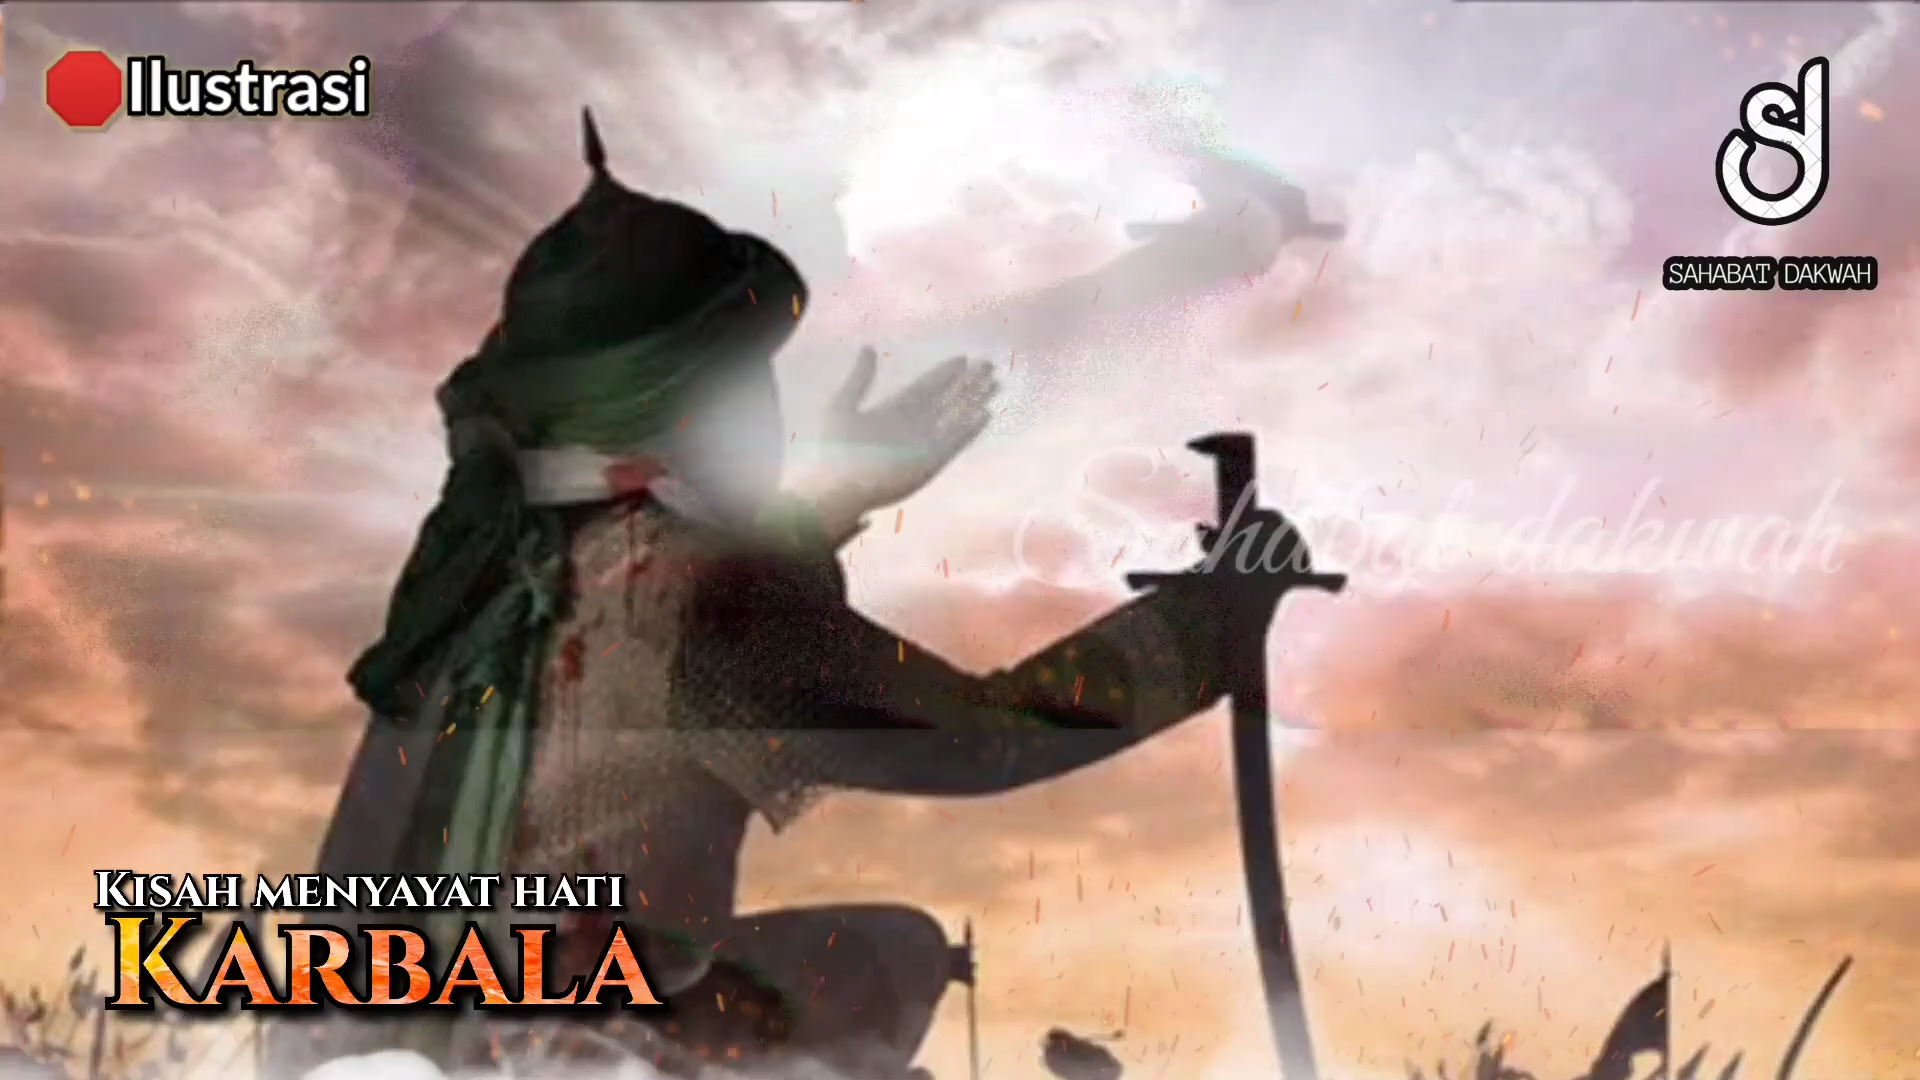 Ilustrasi
SAHABAT DAKWAH
Sahabat dakwah
KISAH MENYAYAT HATI
KARBALA